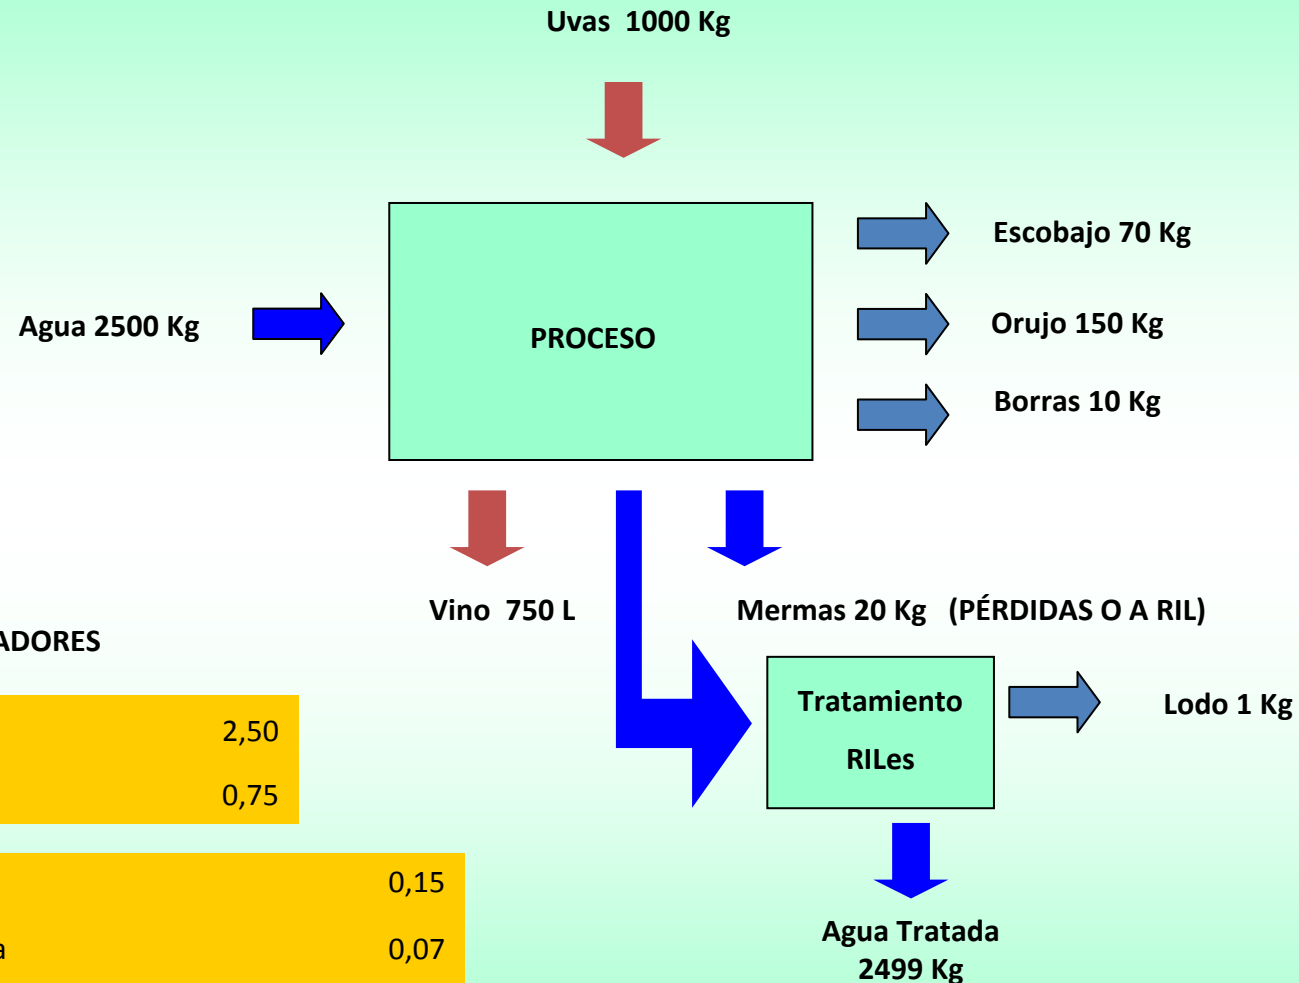 Uvas 1000 Kg
Escobajo 70 Kg
Agua 2500 Kg
PROCESO
Orujo 150 Kg
Borras 10 Kg
Vino 750 L
Mermas 20 Kg (PÉRDIDAS O A RIL)
ADORES
Tratamiento
RILes
Lodo 1 Kg
2,50
0,75
0,15
a 0,07
Agua Tratada
2499 Kg